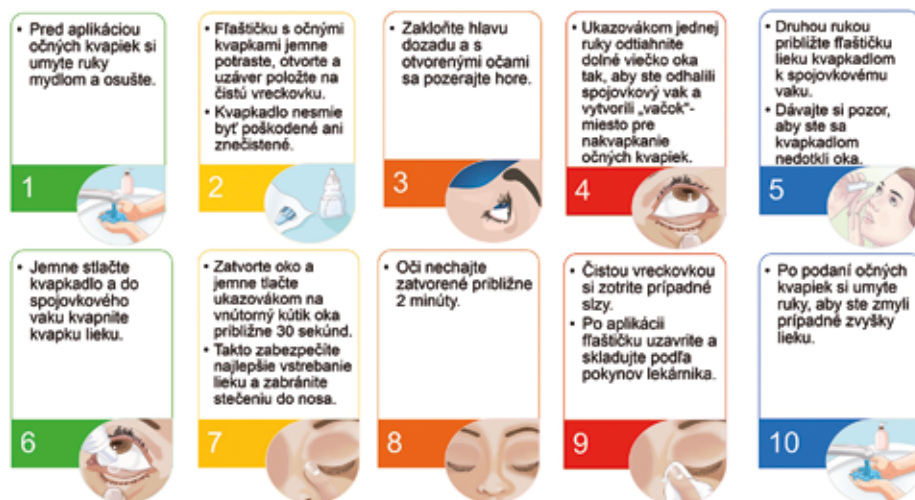 • Pred aplikáciou
očných kvapiek si
umyte ruky
mydlom a osušte.
1
• Fľaštičku s očnými
kvapkami jemne
potraste, otvorte a
uzáver položte na
čistú vreckovku.
• Kvapkadlo nesmie
byť poškodené ani
znečistené.
2
• Zakloňte hlavu
dozadu a s
otvorenými očami
sa pozerajte hore.
3
• Ukazovákom jednej
ruky odtiahnite
dolné viečko oka
tak, aby ste odhalili
spojovkový vak a
vytvorili „vačok“-
miesto pre
nakvapkanie
očných kvapiek.
4
• Druhou rukou
približte fľaštičku
lieku kvapkadlom
k spojovkovému
vaku.
• Dávajte si pozor,
aby ste sa
kvapkadlom
nedotkli oka.
5
• Jemne stlačte
kvapkadlo a do
spojovkového
vaku kvapnite
kvapku lieku.
6
• Zatvorte oko a
jemne tlačte
ukazovákom na
vnútorný kútik oka
približne 30 sekúnd.
• Takto zabezpečíte
najlepšie vstrebanie
lieku a zabránite
stečeniu do nosa.
7
• Oči nechajte
zatvorené približne
2 minúty.
8
• Čistou vreckovkou
si zotrite prípadné
slzy.
• Po aplikácii
fľaštičku uzavrite a
skladujte podľa
pokynov lekárnika.
9
• Po podaní očných
kvapiek si umyte
ruky, aby ste zmyli
prípadné zvyšky
lieku.
10